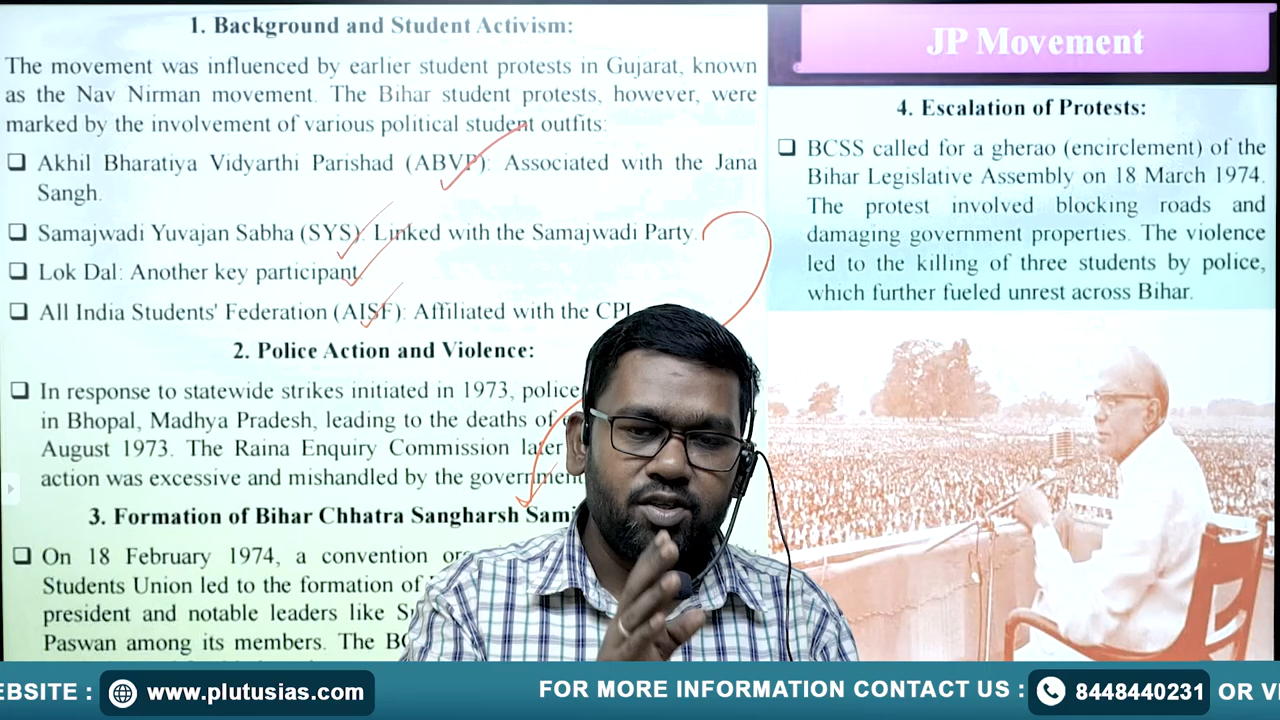 1. Background and Student Activism:
The movement was influenced by earlier student protests in Gujarat, known
as the Nav Nirman movement. The Bihar student protests, however, were
marked by the involvement of various political student outfits:
Akhil Bharatiya Vidyarthi Parishad (ABVP): Associated with the Jana
Sangh.
Samajwadi Yuvajan Sabha (SYS): Linked with the Samajwadi Party.
Lok Dal: Another key participant.
All India Students' Federation (AISF): Affiliated with the CPI
2. Police Action and Violence:
In response to statewide strikes initiated in 1973, police
in Bhopal, Madhya Pradesh, leading to the deaths of
August 1973. The Raina Enquiry Commission later
action was excessive and mishandled by the government
3. Formation of Bihar Chhatra Sangharsh
On 18 February 1974, a convention
Students Union led to the formation of
president and notable leaders like
Paswan among its members. The
JP Movement
4. Escalation of Protests:
BCSS called for a gherao (encirclement) of the
Bihar Legislative Assembly on 18 March 1974.
The protest involved blocking roads and
damaging government properties. The violence
led to the killing of three students by police,
which further fueled unrest across Bihar.
EBSITE : www.plutusias.com FOR MORE INFORMATION CONTACT US : 8448440231 OR